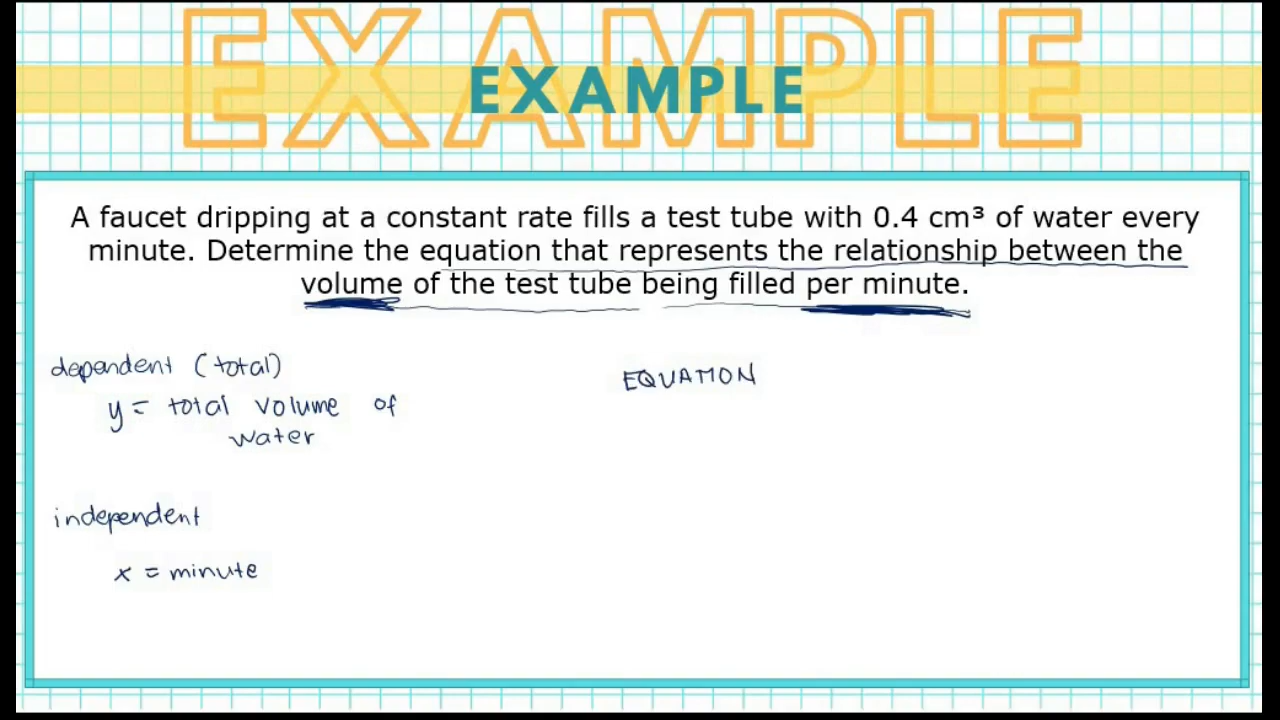 EXAMPLE
EXAMPLE
A faucet dripping at a constant rate fills a test tube with 0.4 cm³ of water every
minute. Determine the equation that represents the relationship between the
volume of the test tube being filled per minute.
dependent (total)
y = total volume of
water
EQUATION
independent
x = minute